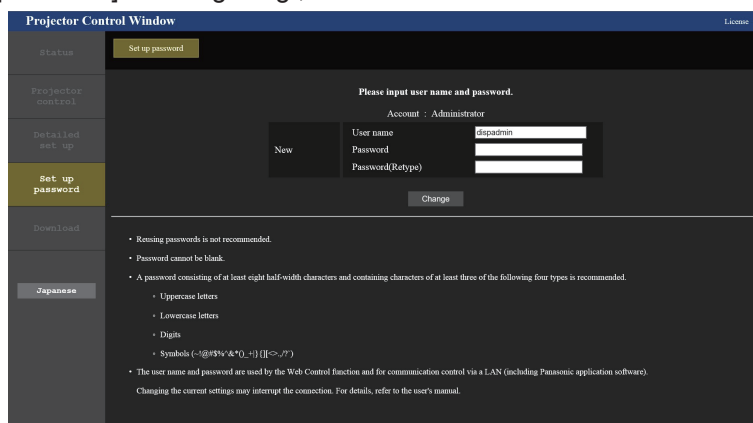 Projector Control Window
License
Status
Set up password
Projector control
Detailed set up
Set up password
Download
Japanese
Please input user name and password.
Account : Administrator
New
User name
dispadmin
Password
Password(Retype)
Change
• Reusing passwords is not recommended.
• Password cannot be blank.
• A password consisting of at least eight half-width characters and containing characters of at least three of the following four types is recommended.
Uppercase letters
Lowercase letters
Digits
Symbols (~!@#$%^&*()_+|}{][<>.,/?`)
• The user name and password are used by the Web Control function and for communication control via a LAN (including Panasonic application software).
Changing the current settings may interrupt the connection. For details, refer to the user's manual.